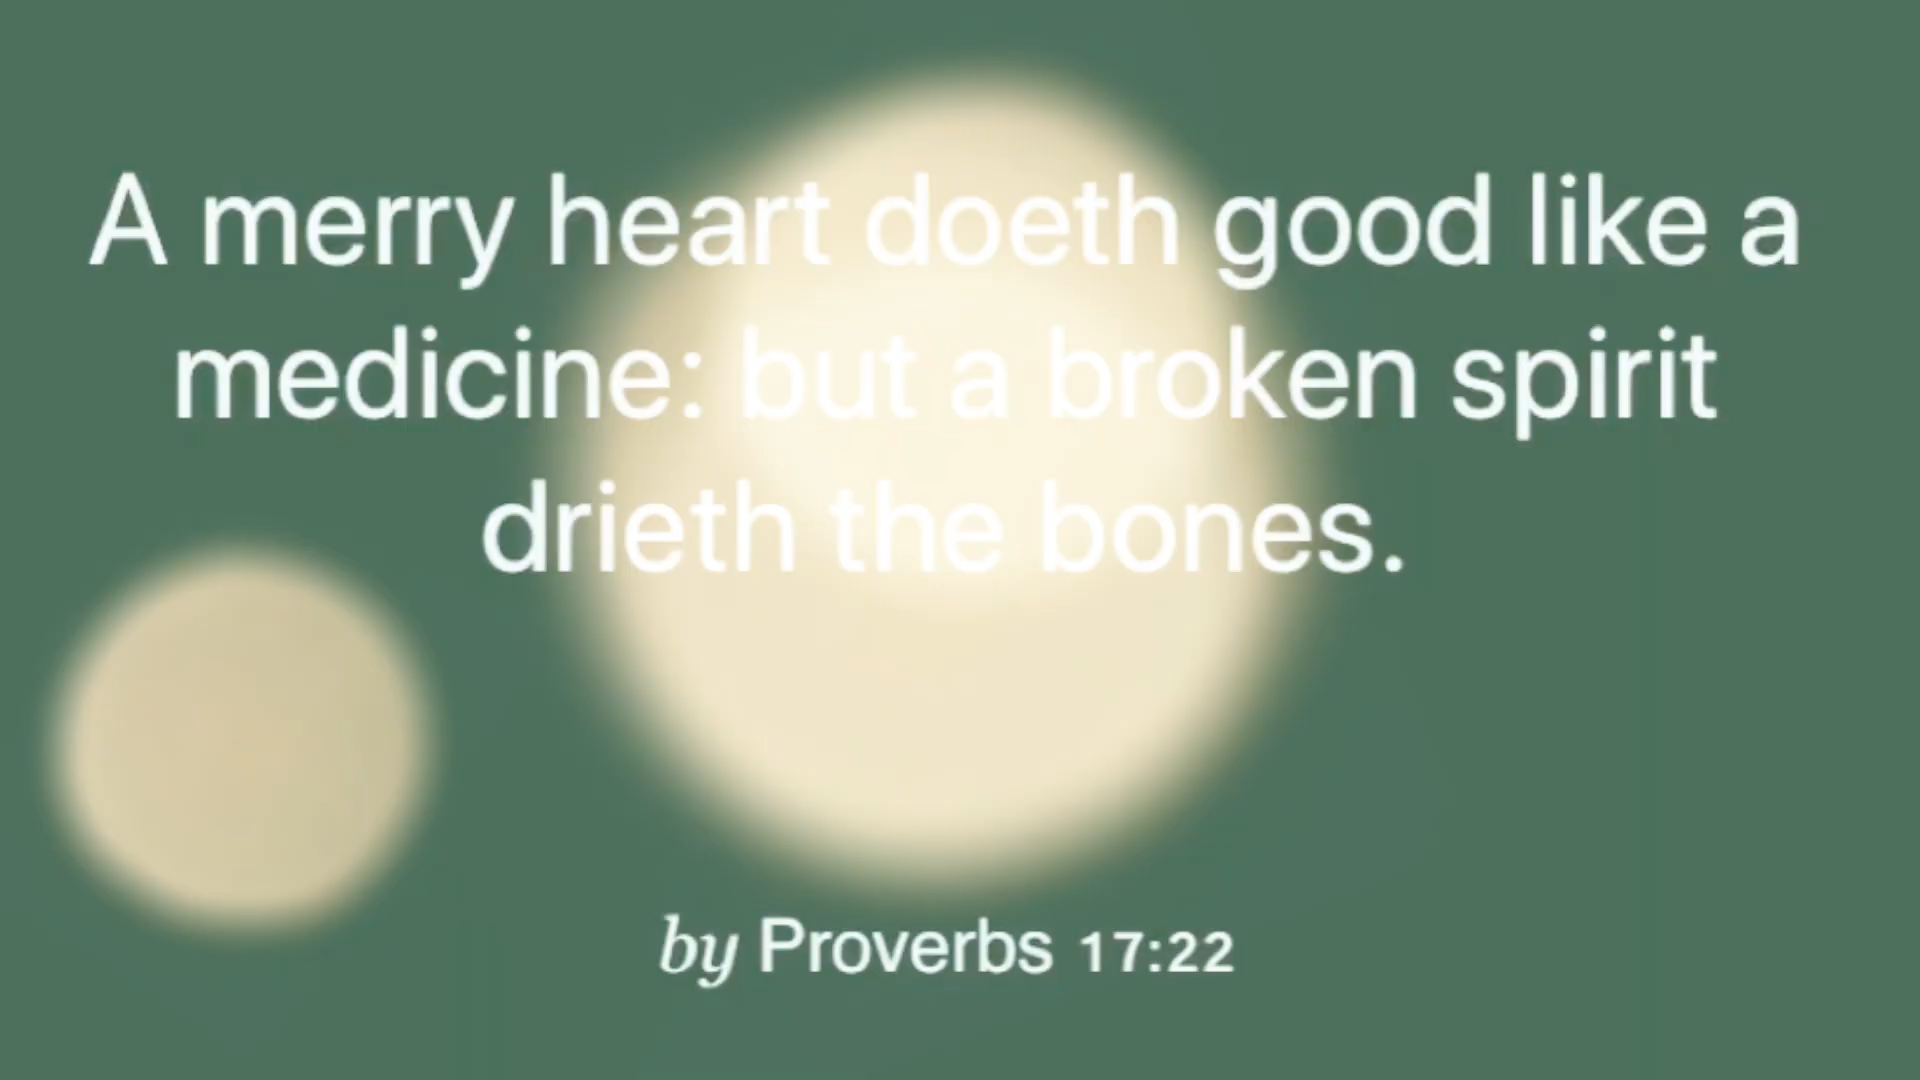 A merry heart doeth good like a
medicine: but a broken spirit
drieth the bones.
by Proverbs 17:22